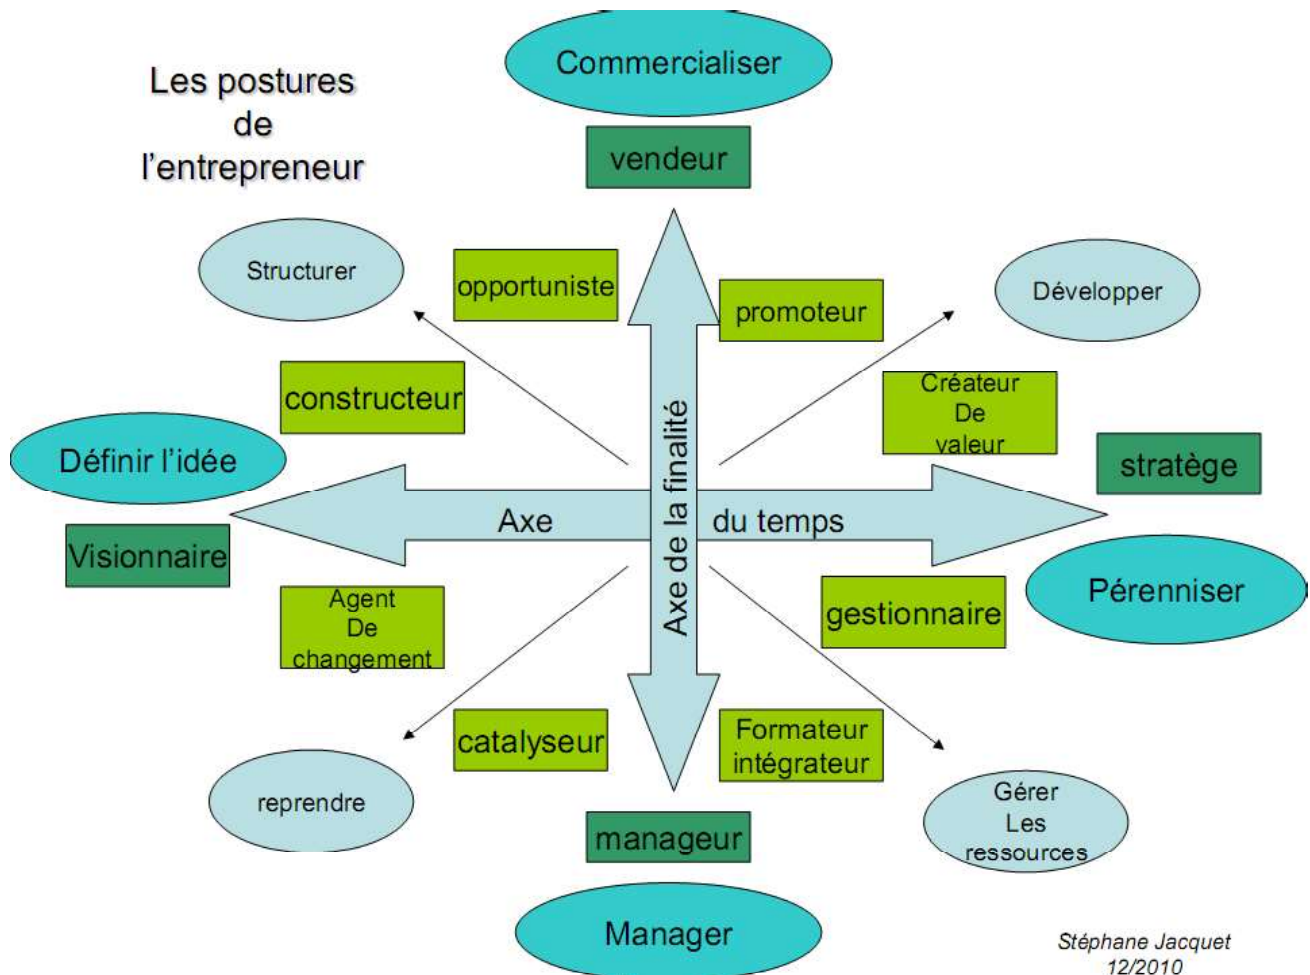 Commercialiser
Les postures
de
l'entrepreneur
vendeur
Structurer
opportuniste
promoteur
Développer
constructeur
Créateur
De
valeur
Définir l'idée
stratège
Axe de la finalité
Axe du temps
Visionnaire
Pérenniser
Agent
De
changement
gestionnaire
catalyseur
Formateur
intégrateur
reprendre
Gérer
Les
ressources
manageur
Manager
Stéphane Jacquet
12/2010